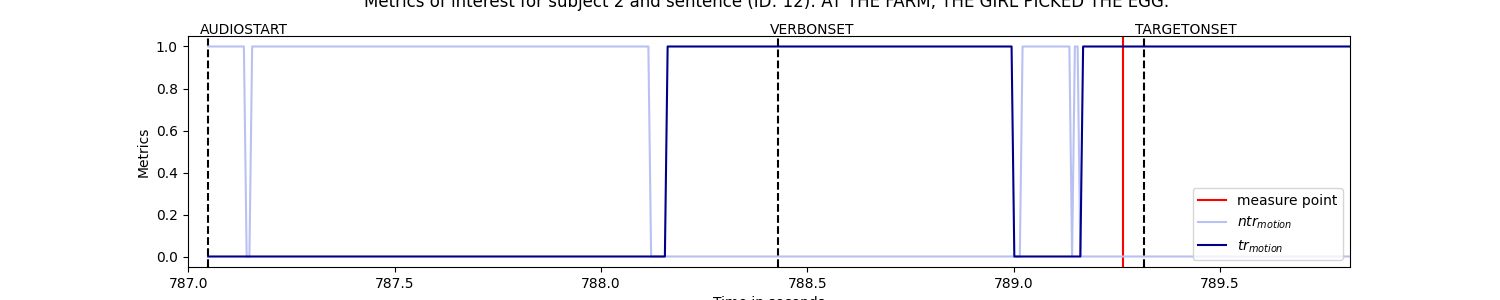 Metrics of interest for subject 2 and sentence (ID: 12): AT THE FARM, THE GIRL PICKED THE EGG.
AUDIOSTART VERBONSET TARGETONSET
1.0
0.8
0.6
0.4
0.2
0.0
Metrics
measure point
ntr_motion
tr_motion
787.0 787.5 788.0 788.5 789.0 789.5
Time in seconds